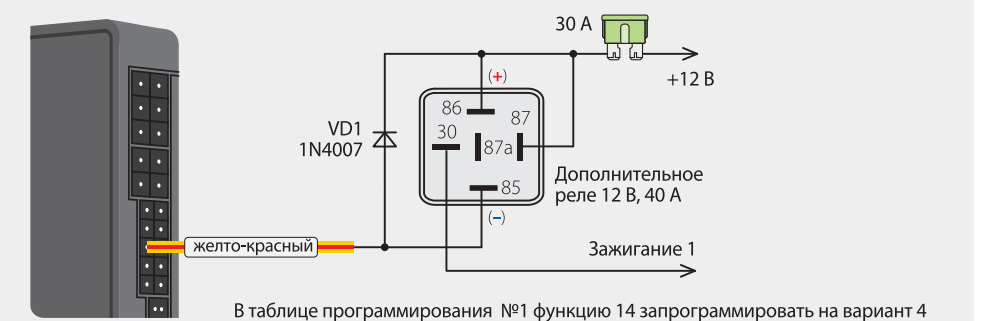 30 А
+12 В
(+)
86
87
30
87a
VD1
1N4007
85
Дополнительное
реле 12 В, 40 А
(–)
желто-красный
Зажигание 1
В таблице программирования №1 функцию 14 запрограммировать на вариант 4